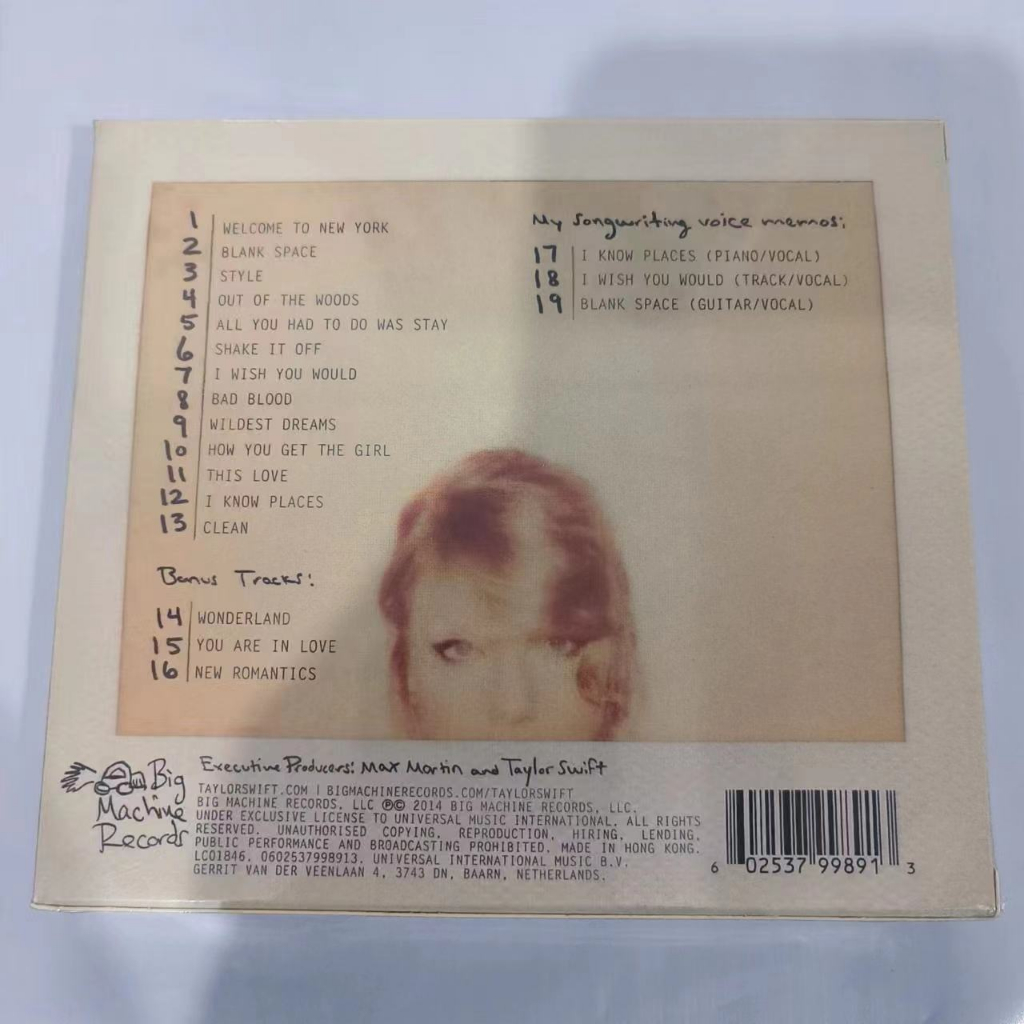 1 WELCOME TO NEW YORK
2 BLANK SPACE
3 STYLE
4 OUT OF THE WOODS
5 ALL YOU HAD TO DO WAS STAY
6 SHAKE IT OFF
7 I WISH YOU WOULD
8 BAD BLOOD
9 WILDEST DREAMS
10 HOW YOU GET THE GIRL
11 THIS LOVE
12 I KNOW PLACES
13 CLEAN
Bonus Tracks:
14 WONDERLAND
15 YOU ARE IN LOVE
16 NEW ROMANTICS
My songwriting voice memos:
17 I KNOW PLACES (PIANO/VOCAL)
18 I WISH YOU WOULD (TRACK/VOCAL)
19 BLANK SPACE (GUITAR/VOCAL)
Big
Machine
Records
Executive Producers: Max Martin and Taylor Swift
TAYLORSWIFT.COM | BIGMACHINERECORDS.COM/TAYLORSWIFT
BIG MACHINE RECORDS, LLC ℗© 2014 BIG MACHINE RECORDS, LLC,
UNDER EXCLUSIVE LICENSE TO UNIVERSAL MUSIC INTERNATIONAL. ALL RIGHTS
RESERVED. UNAUTHORISED COPYING, REPRODUCTION, HIRING, LENDING,
PUBLIC PERFORMANCE AND BROADCASTING PROHIBITED. MADE IN HONG KONG.
LC01846. 0602537998913. UNIVERSAL INTERNATIONAL MUSIC B.V.
GERRIT VAN DER VEENLAAN 4, 3743 DN, BAARN, NETHERLANDS.
6 02537 99891 3